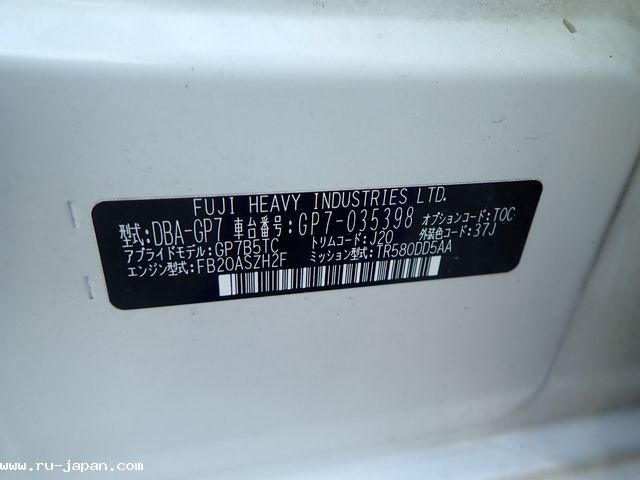 FUJI HEAVY INDUSTRIES LTD.
型式:DBA-GP7 車台番号:GP7-035398 オプションコード:TOC
アプライドモデル:GP7B5TC トリムコード:J20 外装色コード:37J
エンジン型式:FB20ASZH2F ミッション型式:TR580DD5AA
www.ru-japan.com